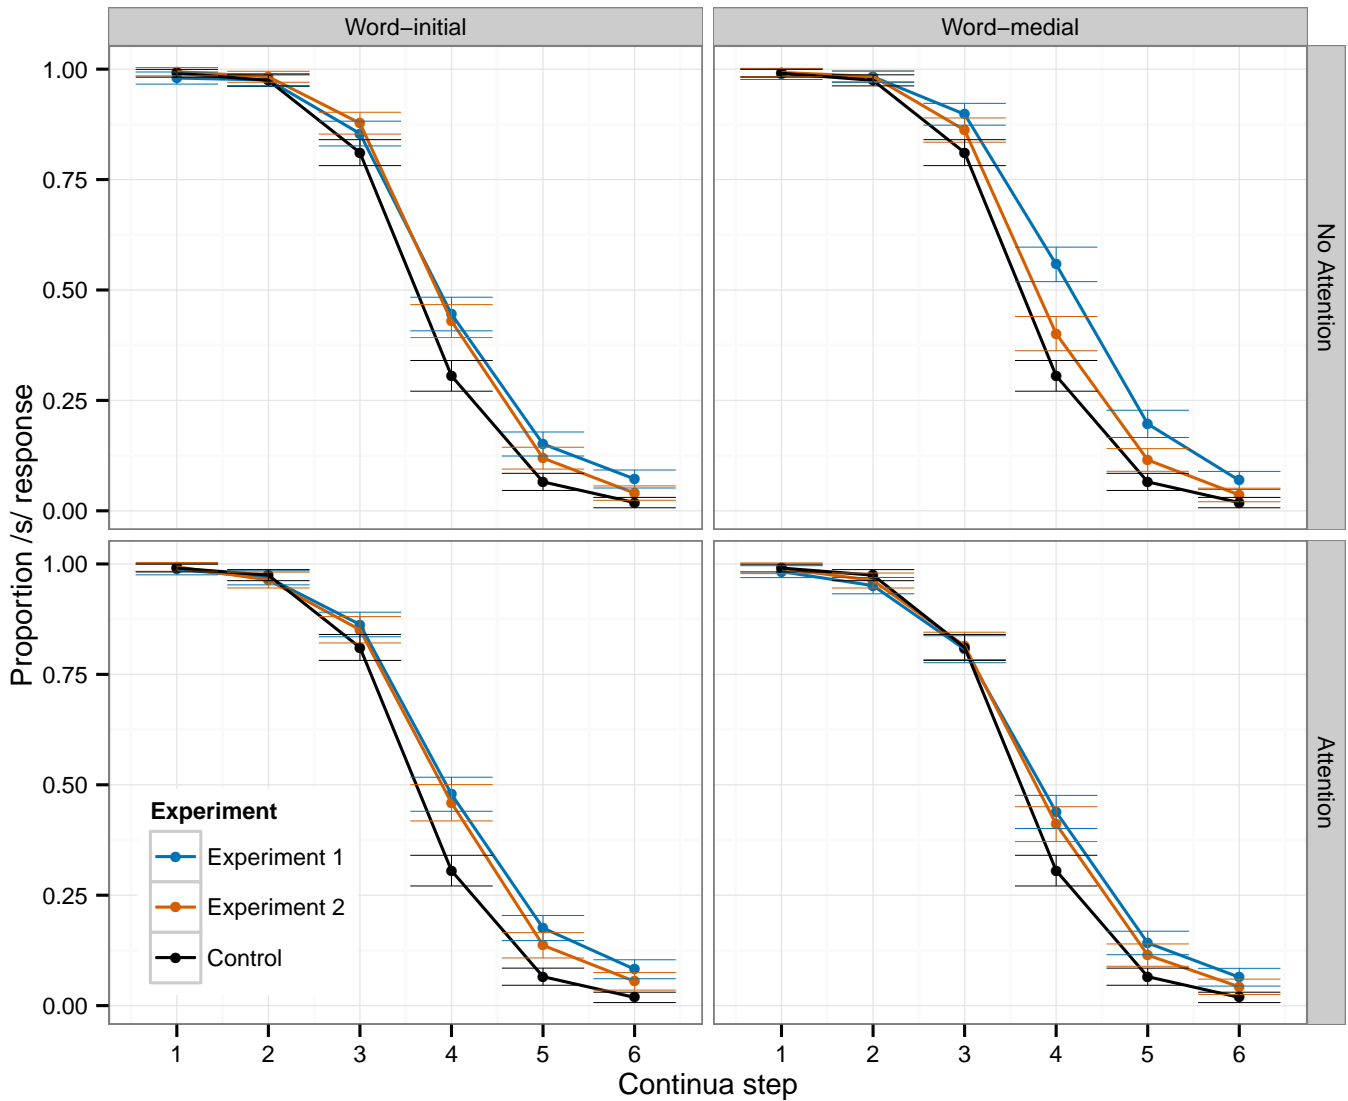 Word−initial
Word−medial
1.00
0.75
0.50
0.25
0.00
No Attention
1.00
0.75
0.50
0.25
0.00
Attention
Proportion /s/ response
Experiment
Experiment 1
Experiment 2
Control
1 2 3 4 5 6
1 2 3 4 5 6
Continua step